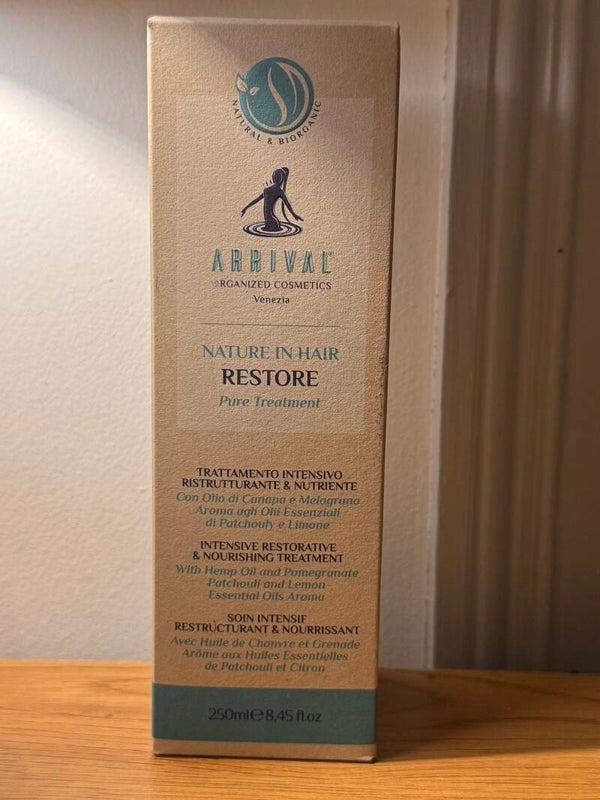 NATURAL & BIORGANIC
ARRIVAL
ORGANIZED COSMETICS
Venezia
NATURE IN HAIR
RESTORE
Pure Treatment
TRATTAMENTO INTENSIVO
RISTRUTTURANTE & NUTRIENTE
Con Olio di Canapa e Melograno
Aroma agli Olii Essenziali
di Patchouly e Limone
INTENSIVE RESTORATIVE
& NOURISHING TREATMENT
With Hemp Oil and Pomegranate
Patchouli and Lemon
Essential Oils Aroma
SOIN INTENSIF
RESTRUCTURANT & NOURRISSANT
Avec Huile de Chanvre et Grenade
Arôme aux Huiles Essentielles
de Patchouli et Citron
250ml℮8,45 fl.oz